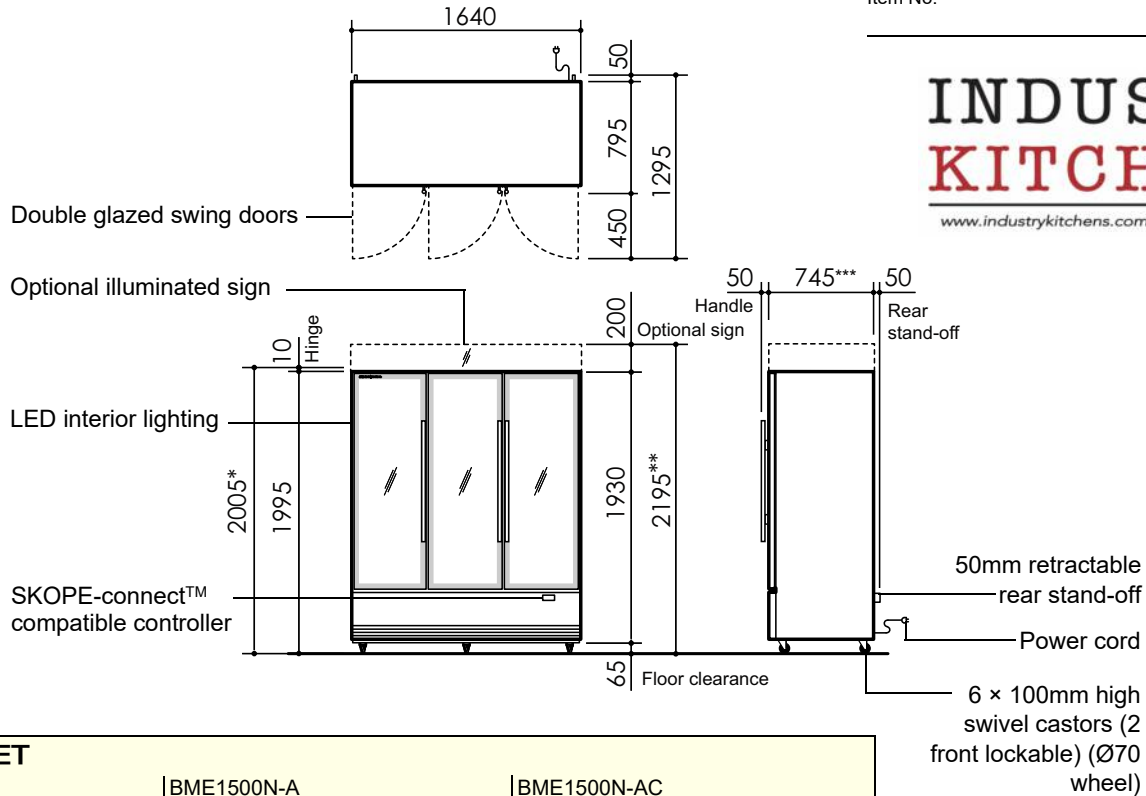 Item No.
1640
50
INDUS
KITCH
www.industrykitchens.com
795
1295
Double glazed swing doors
450
Optional illuminated sign
50
745***
50
Handle
Rear
stand-off
10
Hinge
200
Optional sign
LED interior lighting
2005*
1995
1930
2195**
50mm retractable
rear stand-off
SKOPE-connect™
compatible controller
Power cord
65
Floor clearance
6 × 100mm high
swivel castors (2
front lockable) (Ø70
wheel)
ET
BME1500N-A
BME1500N-AC